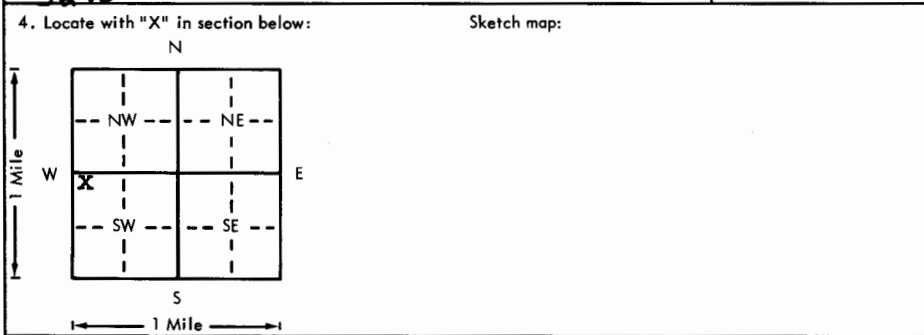 4. Locate with "X" in section below: Sketch map:
N
NW NE
1 Mile W E
X
SW SE
S
1 Mile